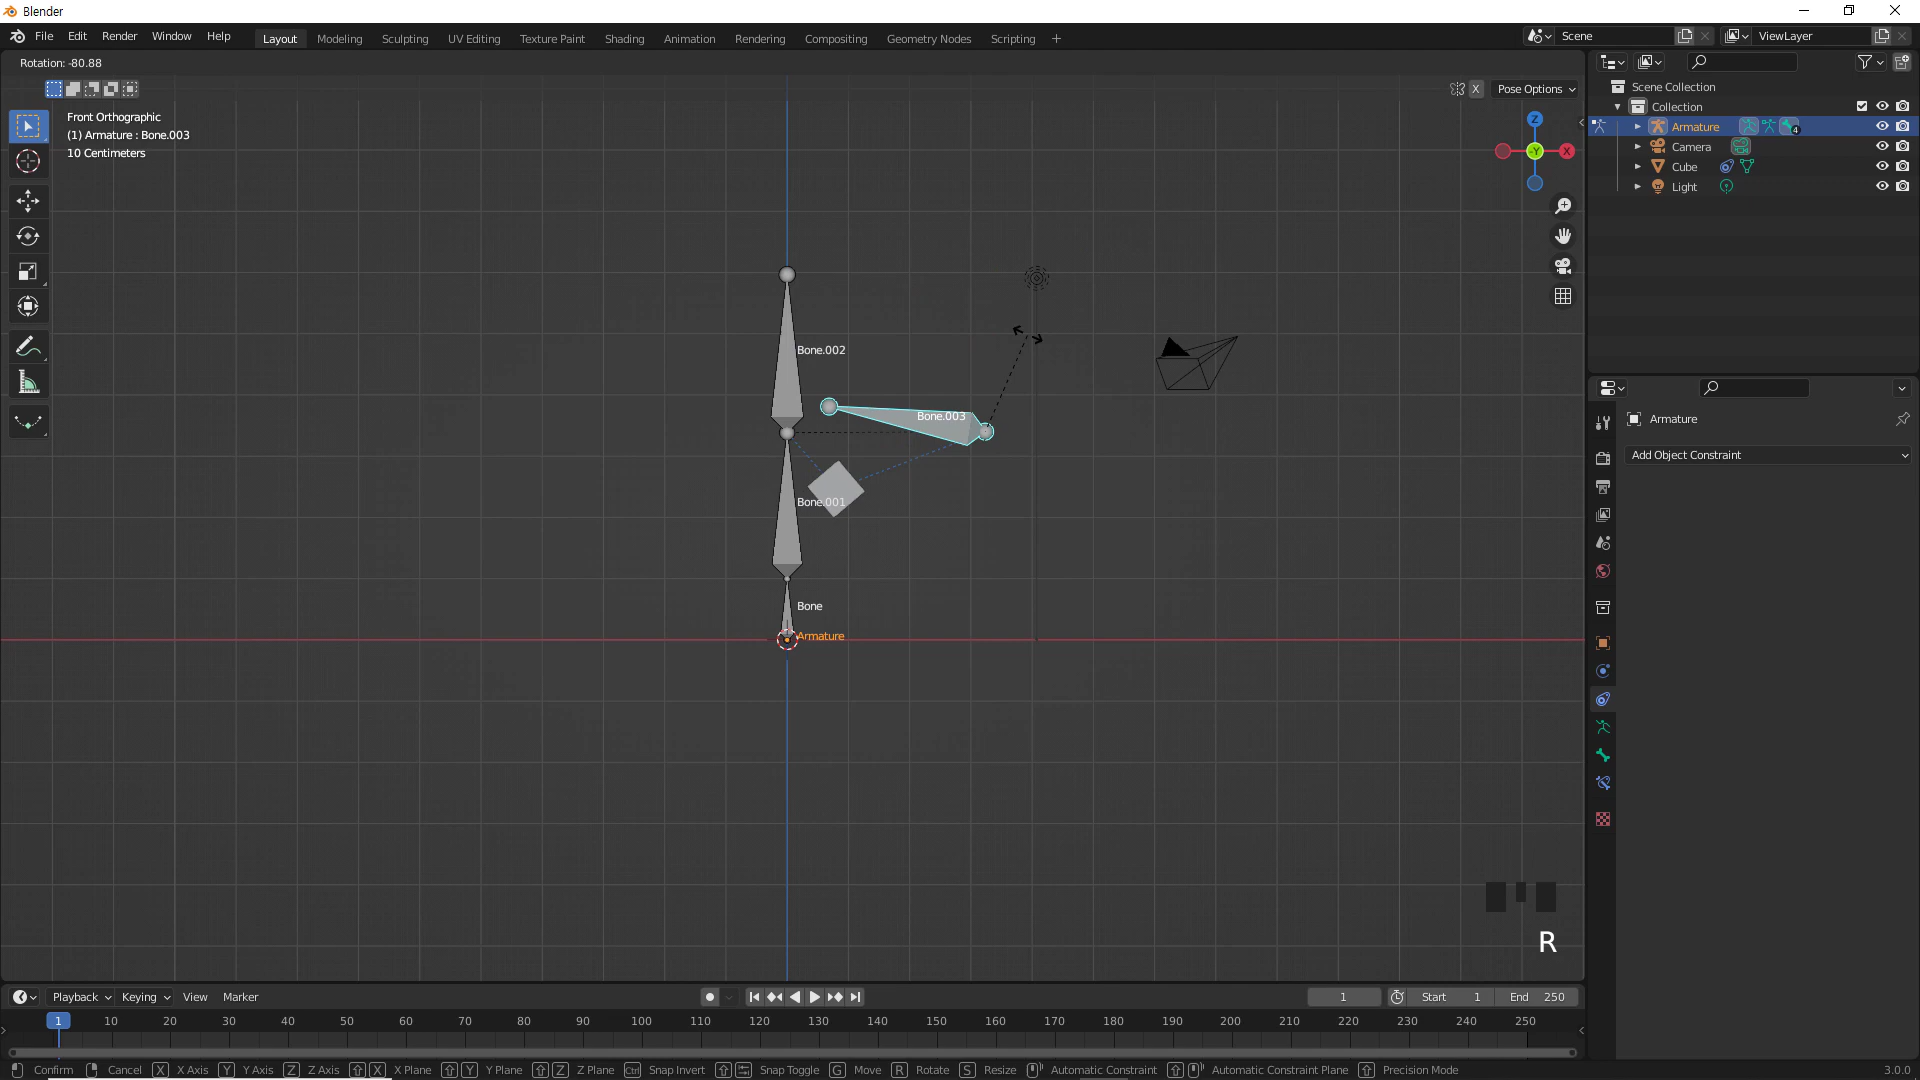 Blender
File Edit Render Window Help Layout Modeling Sculpting UV Editing Texture Paint Shading Animation Rendering Compositing Geometry Nodes Scripting + Scene ViewLayer
Rotation: -80.88
X Pose Options
Front Orthographic
(1) Armature : Bone.003
10 Centimeters
Z
-Y
X
Scene Collection
Collection
Armature
4
Camera
Cube
Light
Bone.002
Bone.003
Bone.001
Bone
Armature
Armature
Add Object Constraint
R
Playback Keying View Marker 1 Start 1 End 250
1 10 20 30 40 50 60 70 80 90 100 110 120 130 140 150 160 170 180 190 200 210 220 230 240 250
Confirm Cancel X X Axis Y Y Axis Z Z Axis X X Plane Y Y Plane Z Z Plane Ctrl Snap Invert Snap Toggle G Move R Rotate S Resize Automatic Constraint Automatic Constraint Plane Precision Mode 3.0.0